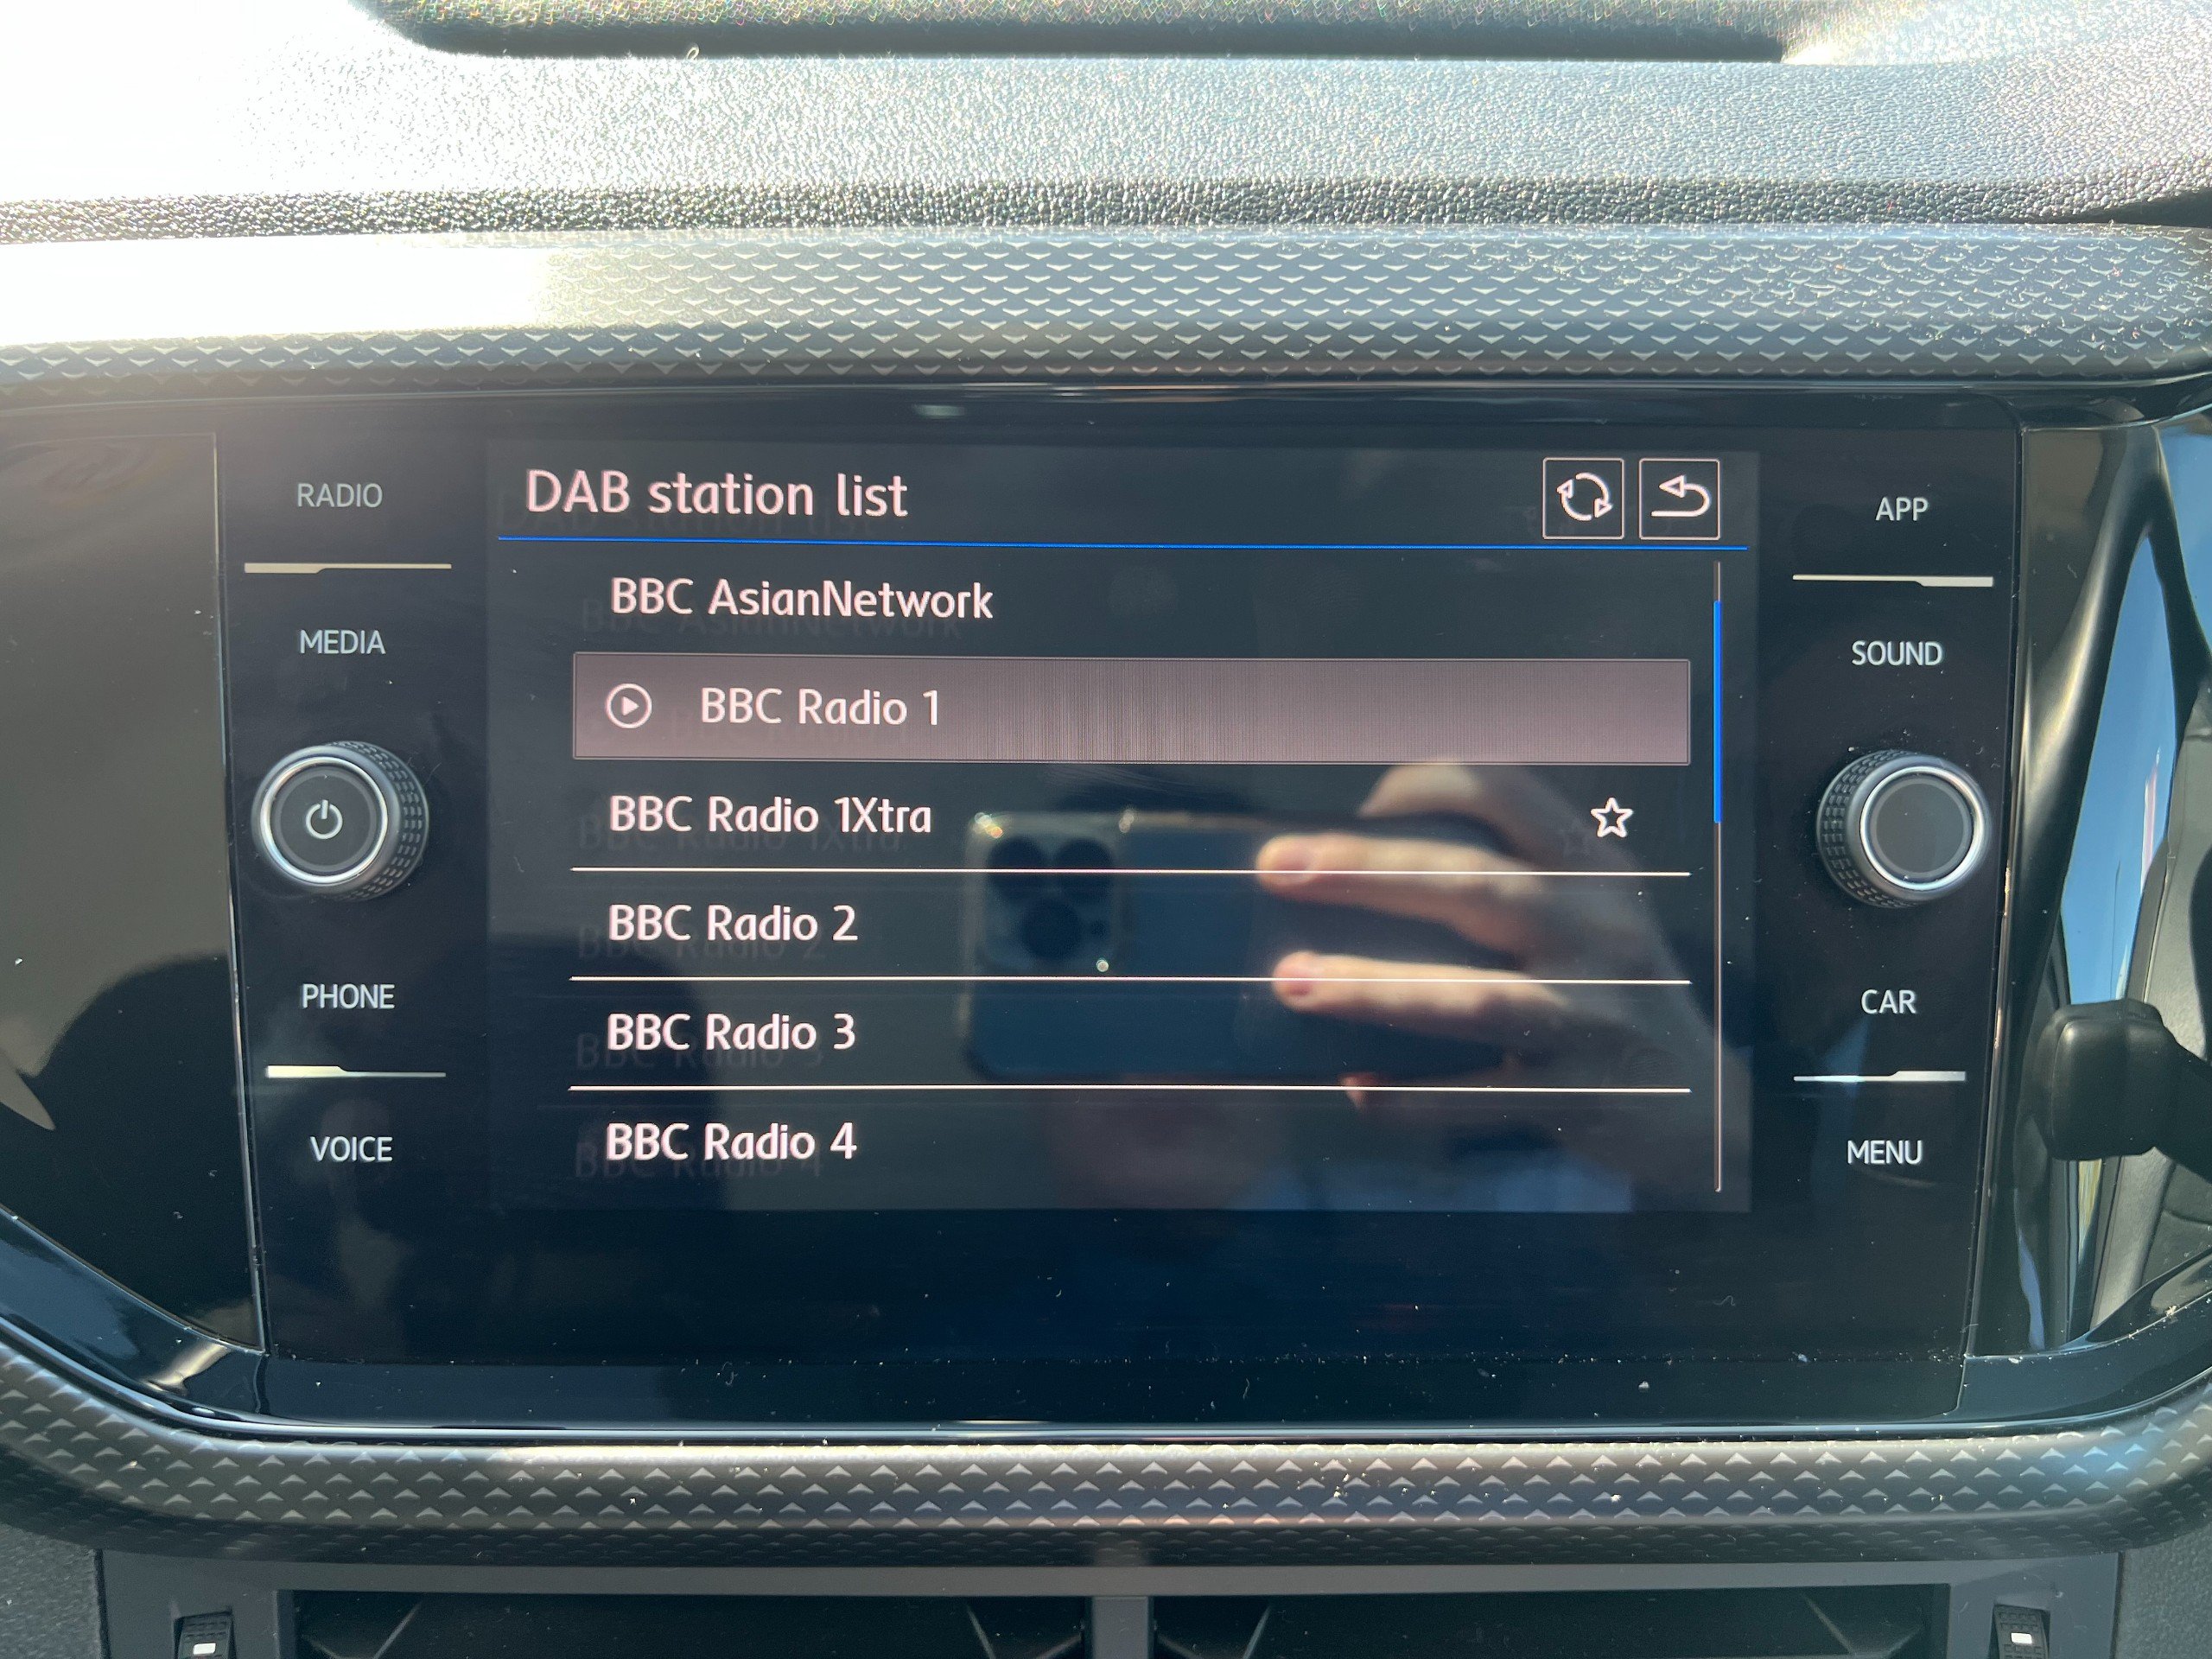 RADIO
MEDIA
PHONE
VOICE
DAB station list
BBC AsianNetwork
BBC Radio 1
BBC Radio 1Xtra
BBC Radio 2
BBC Radio 3
BBC Radio 4
APP
SOUND
CAR
MENU